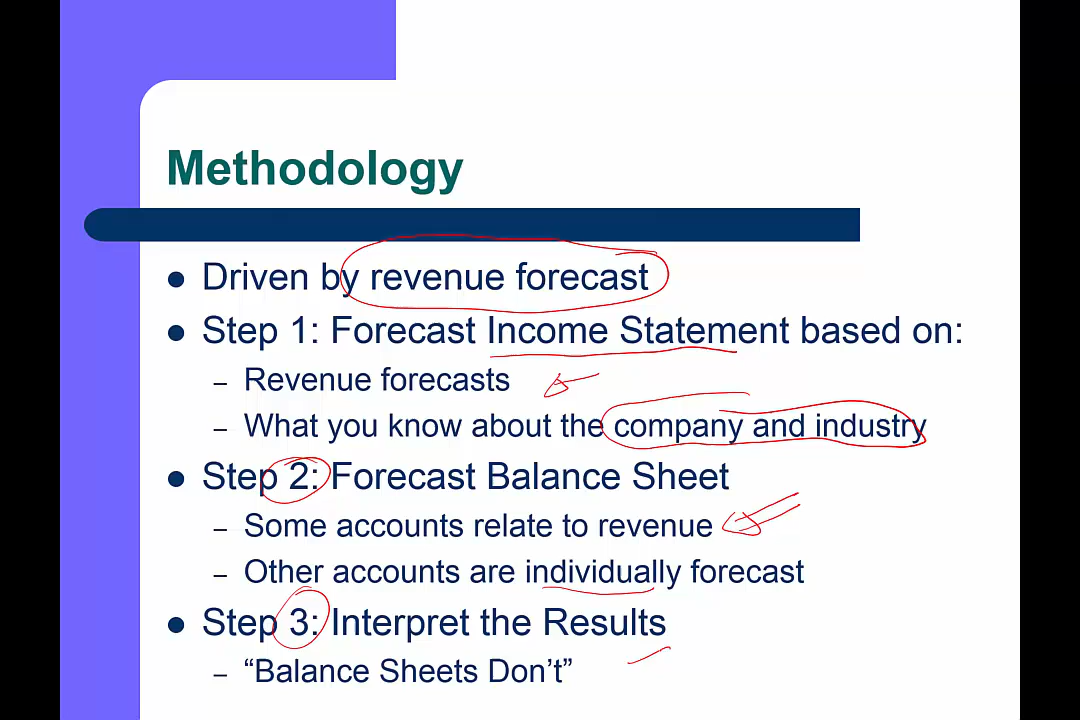 Methodology
Driven by revenue forecast
Step 1: Forecast Income Statement based on:
– Revenue forecasts
– What you know about the company and industry
Step 2: Forecast Balance Sheet
– Some accounts relate to revenue
– Other accounts are individually forecast
Step 3: Interpret the Results
– “Balance Sheets Don’t”